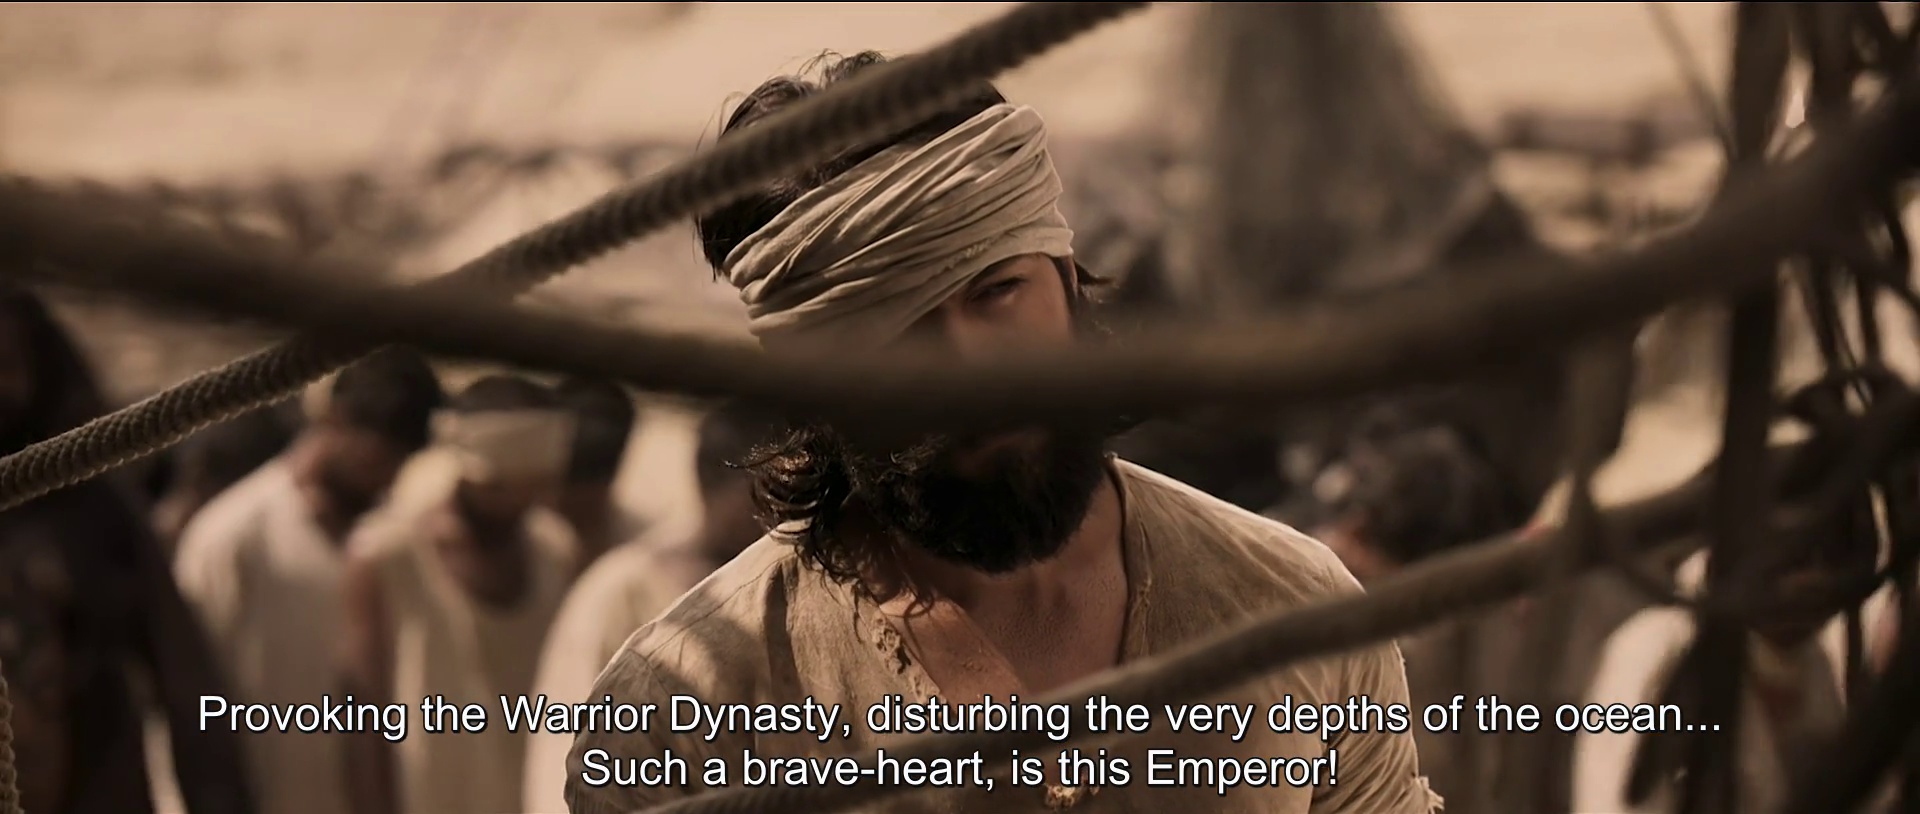 Provoking the Warrior Dynasty, disturbing the very depths of the ocean...
Such a brave-heart, is this Emperor!